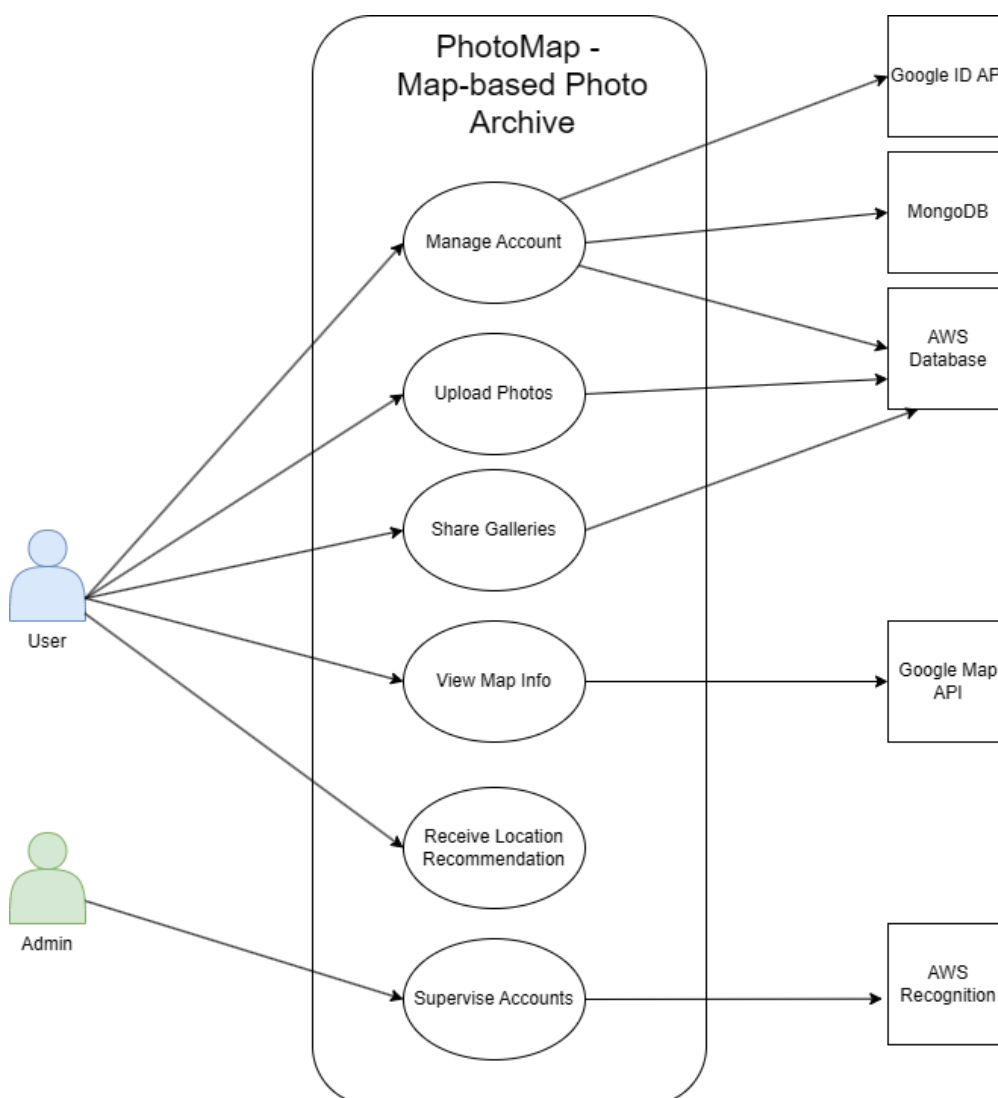 PhotoMap -
Map-based Photo
Archive
Google ID AP
Manage Account
MongoDB
AWS
Database
Upload Photos
Share Galleries
User
View Map Info
Google Map
API
Receive Location
Recommendation
Admin
Supervise Accounts
AWS
Recognition